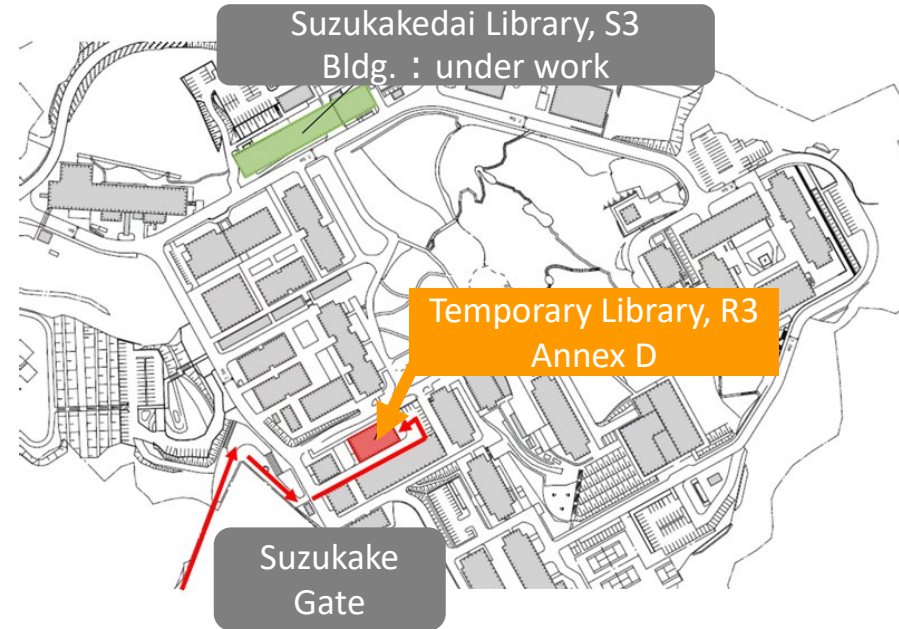 Suzukakedai Library, S3
Bldg. : under work
Temporary Library, R3
Annex D
Suzukake
Gate